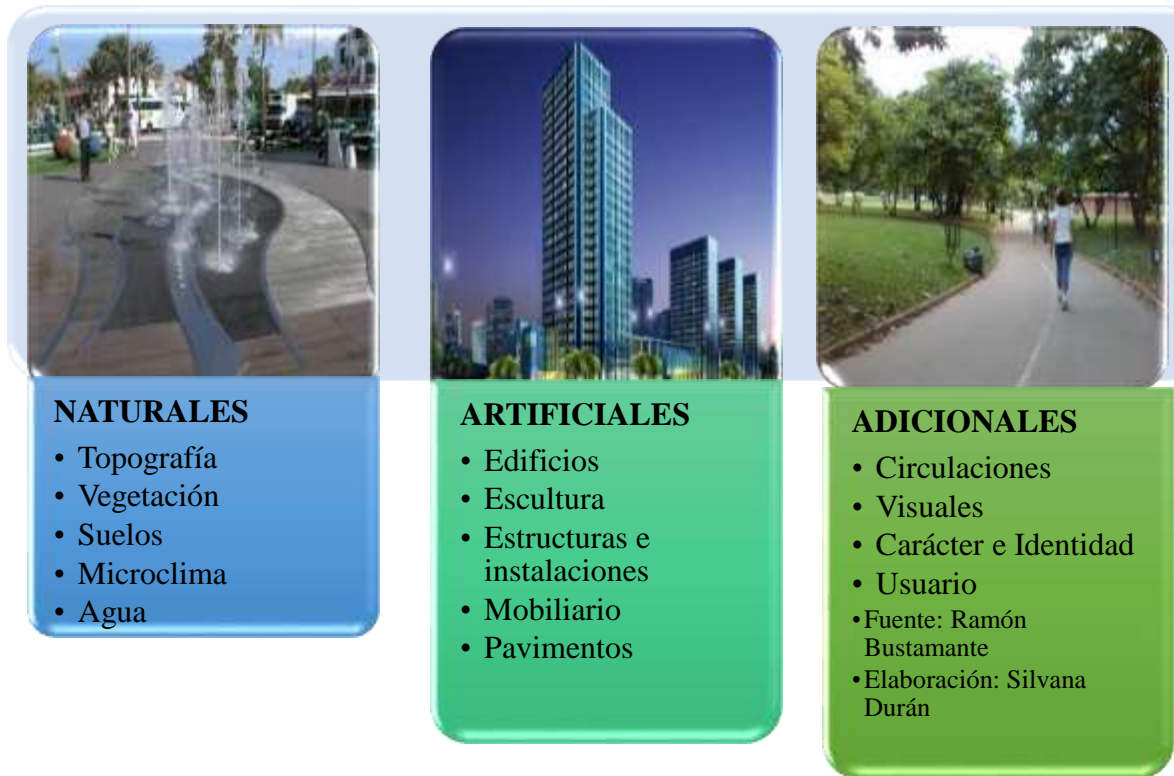 NATURALES
• Topografía
• Vegetación
• Suelos
• Microclima
• Agua
ARTIFICIALES
• Edificios
• Escultura
• Estructuras e
instalaciones
• Mobiliario
• Pavimentos
ADICIONALES
• Circulaciones
• Visuales
• Carácter e Identidad
• Usuario
• Fuente: Ramón
Bustamante
• Elaboración: Silvana
Durán